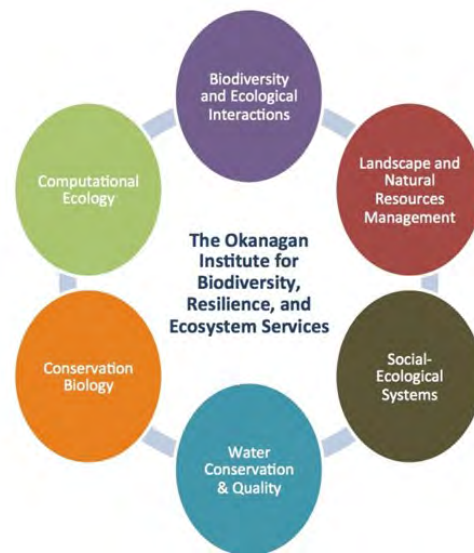 Biodiversity
and Ecological
Interactions
Landscape and
Natural
Resources
Management
Computational
Ecology
The Okanagan
Institute for
Biodiversity,
Resilience, and
Ecosystem Services
Conservation
Biology
Social-
Ecological
Systems
Water
Conservation
& Quality